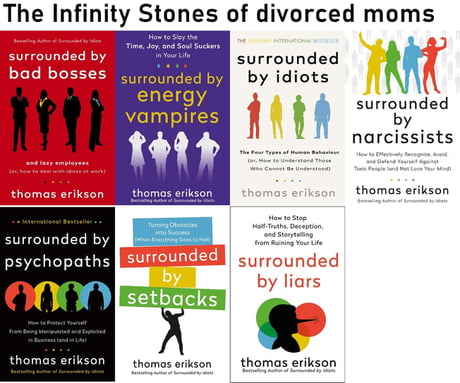 The Infinity Stones of divorced moms
Bestselling Author of Surrounded by Idiots
surrounded by
bad bosses
and lazy employees
(or, how to deal with idiots at work)
thomas erikson
How to Slay the
Time, Joy, and Soul Suckers
in Your Life
surrounded by
energy
vampires
thomas erikson
Bestselling Author of Surrounded by Idiots
THE RUNAWAY INTERNATIONAL BESTSELLER
surrounded
by idiots
The Four Types of Human Behaviour
(or, How to Understand Those
Who Cannot Be Understood)
thomas erikson
surrounded
by
narcissists
How to Effectively Recognize, Avoid,
and Defend Yourself Against
Toxic People (and Not Lose Your Mind)
thomas erikson
Bestselling Author of Surrounded by Idiots
International Bestseller
surrounded by
psychopaths
How to Protect Yourself
From Being Manipulated and Exploited
in Business (and in Life)
thomas erikson
Bestselling Author of Surrounded by Idiots
Turning Obstacles
into Success
(When Everything Goes to Hell)
surrounded
by
setbacks
thomas erikson
Bestselling Author of Surrounded by Idiots
How to Stop
Half-Truths, Deception,
and Storytelling
from Ruining Your Life
surrounded
by liars
thomas erikson
Bestselling Author of Surrounded by Idiots